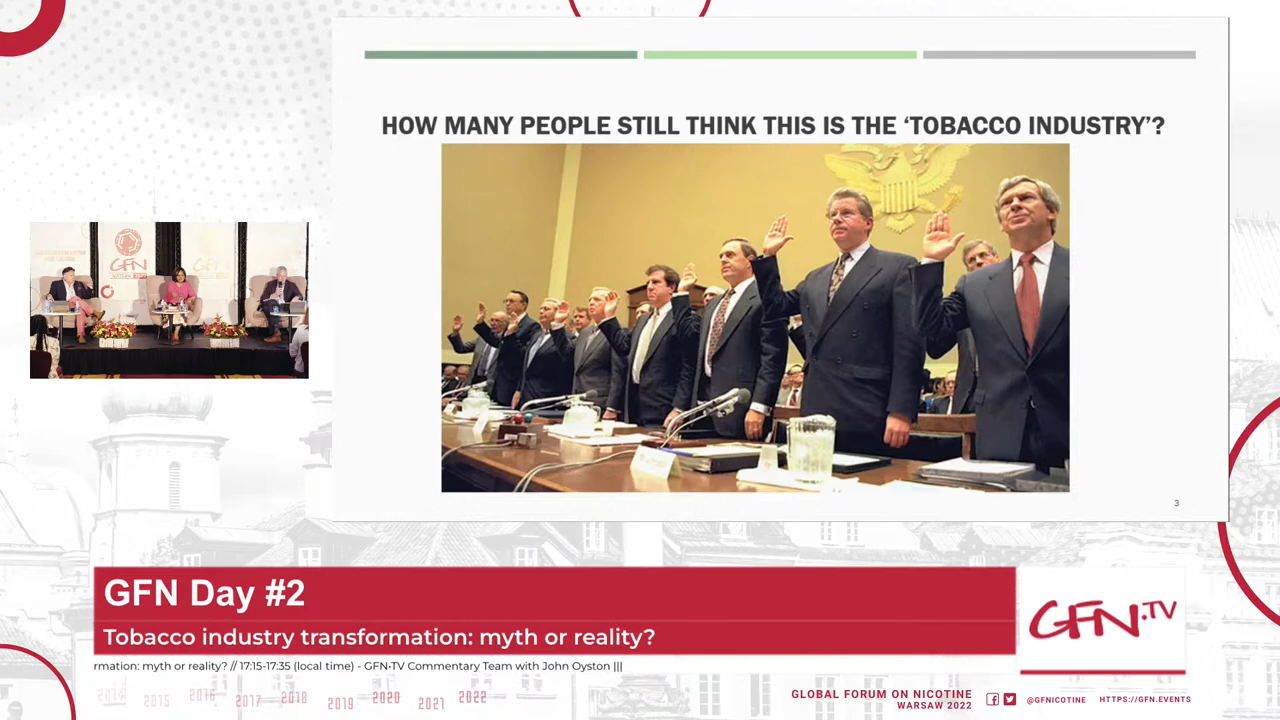 HOW MANY PEOPLE STILL THINK THIS IS THE ‘TOBACCO INDUSTRY’?
GFN
3
GFN Day #2
Tobacco industry transformation: myth or reality?
GFN.TV
rmation: myth or reality? // 17:15-17:35 (local time) - GFN•TV Commentary Team with John Oyston |||
2014 2015 2016 2017 2018 2019 2020 2021 2022
GLOBAL FORUM ON NICOTINE
WARSAW 2022
@GFNICOTINE
HTTPS://GFN.EVENTS